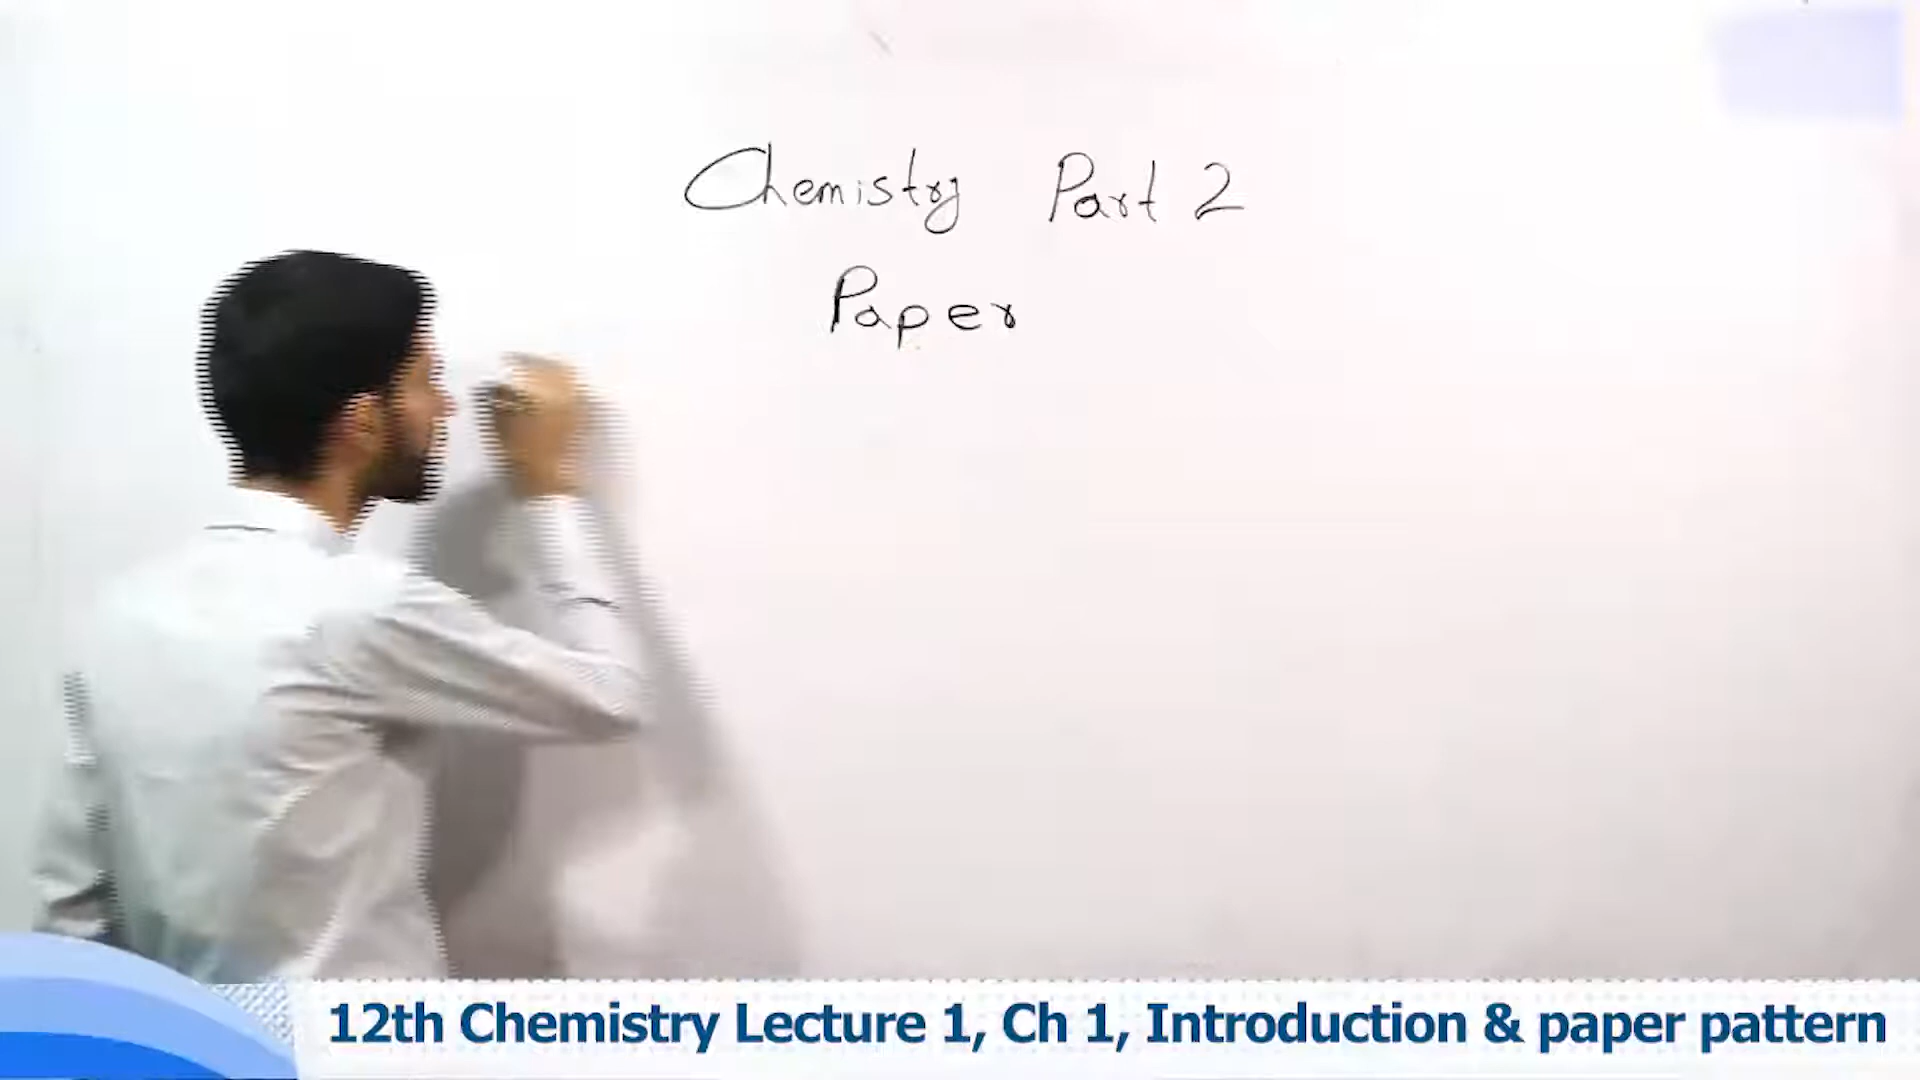 Chemistry Part 2
Paper
12th Chemistry Lecture 1, Ch 1, Introduction & paper pattern